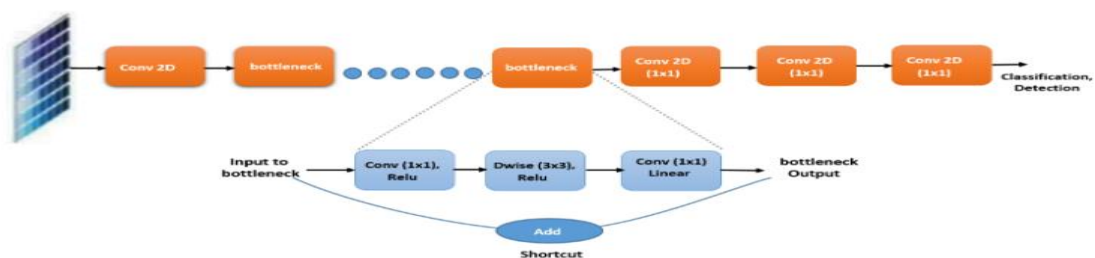 Conv 2D
bottleneck
bottleneck
Conv 2D
(1x1)
Conv 2D
(1x1)
Conv 2D
(1x1)
Classification,
Detection
Input to
bottleneck
Conv (1x1),
Relu
Dwise (3x3),
Relu
Conv (1x1)
Linear
bottleneck
Output
Add
Shortcut